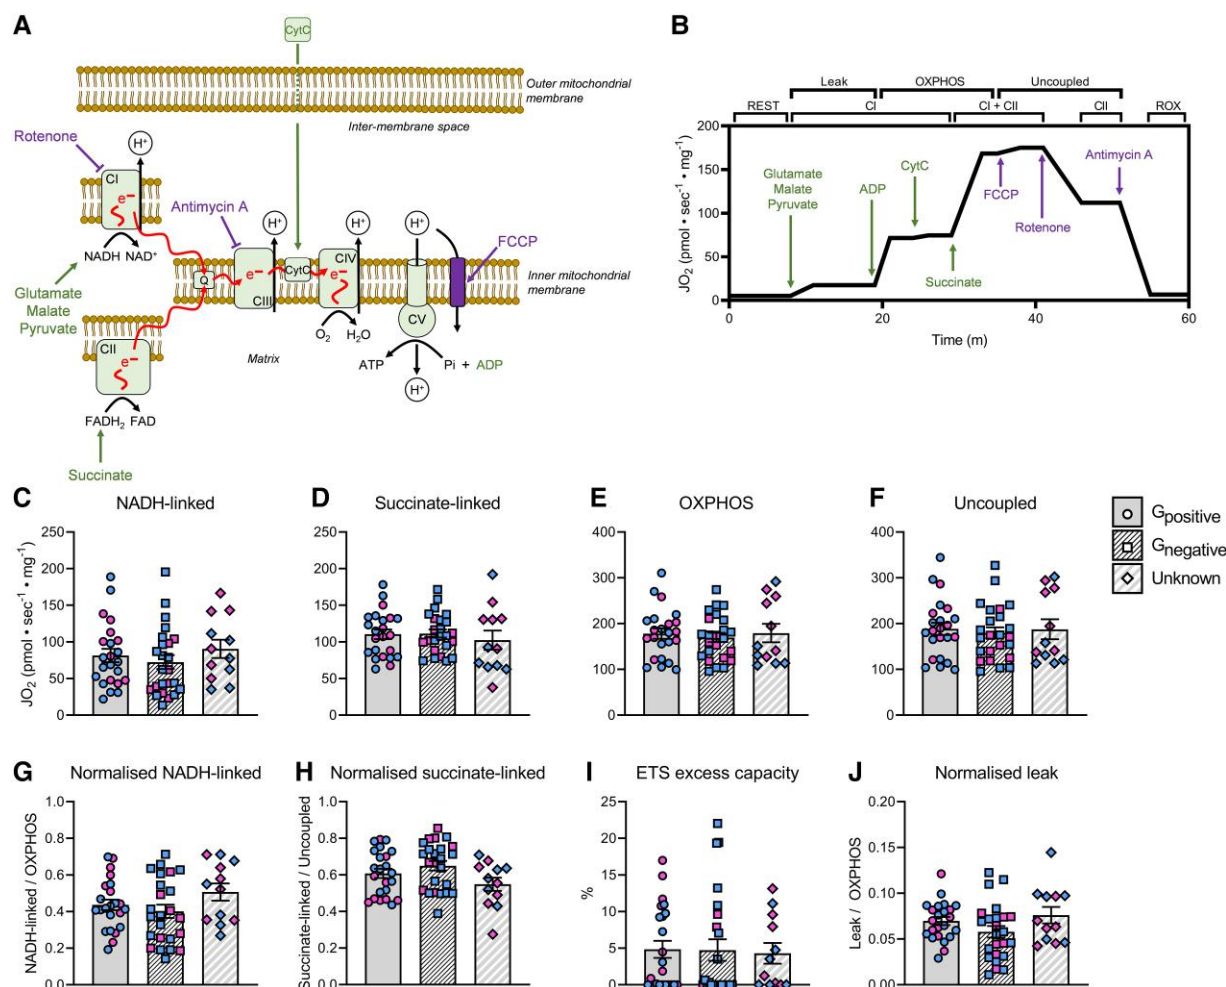 A
CytC
Outer mitochondrial
membrane
Inter-membrane space
Rotenone
H⁺
CI
e⁻
Antimycin A
H⁺
H⁺
H⁺
FCCP
NADH NAD⁺
Q
e⁻
CIII
CytC
CIV
e⁻
Inner mitochondrial
membrane
Glutamate
Malate
Pyruvate
O₂ H₂O
CV
CII
e⁻
Matrix
ATP
Pi + ADP
H⁺
FADH₂ FAD
Succinate
B
Leak
OXPHOS
Uncoupled
REST
CI
CI + CII
CII
ROX
JO₂ (pmol • sec⁻¹ • mg⁻¹)
200
150
100
50
0
Glutamate
Malate
Pyruvate
ADP
CytC
Succinate
FCCP
Rotenone
Antimycin A
0 20 40 60
Time (m)
C
NADH-linked
JO₂ (pmol • sec⁻¹ • mg⁻¹)
250
200
150
100
50
0
D
Succinate-linked
250
200
150
100
50
0
E
OXPHOS
400
300
200
100
0
F
Uncoupled
400
300
200
100
0
Gpositive
Gnegative
Unknown
G
Normalised NADH-linked
NADH-linked / OXPHOS
1.0
0.8
0.6
0.4
0.2
0.0
H
Normalised succinate-linked
Succinate-linked / Uncoupled
1.0
0.8
0.6
0.4
0.2
0.0
I
ETS excess capacity
%
25
20
15
10
5
0
J
Normalised leak
Leak / OXPHOS
0.20
0.15
0.10
0.05
0.00